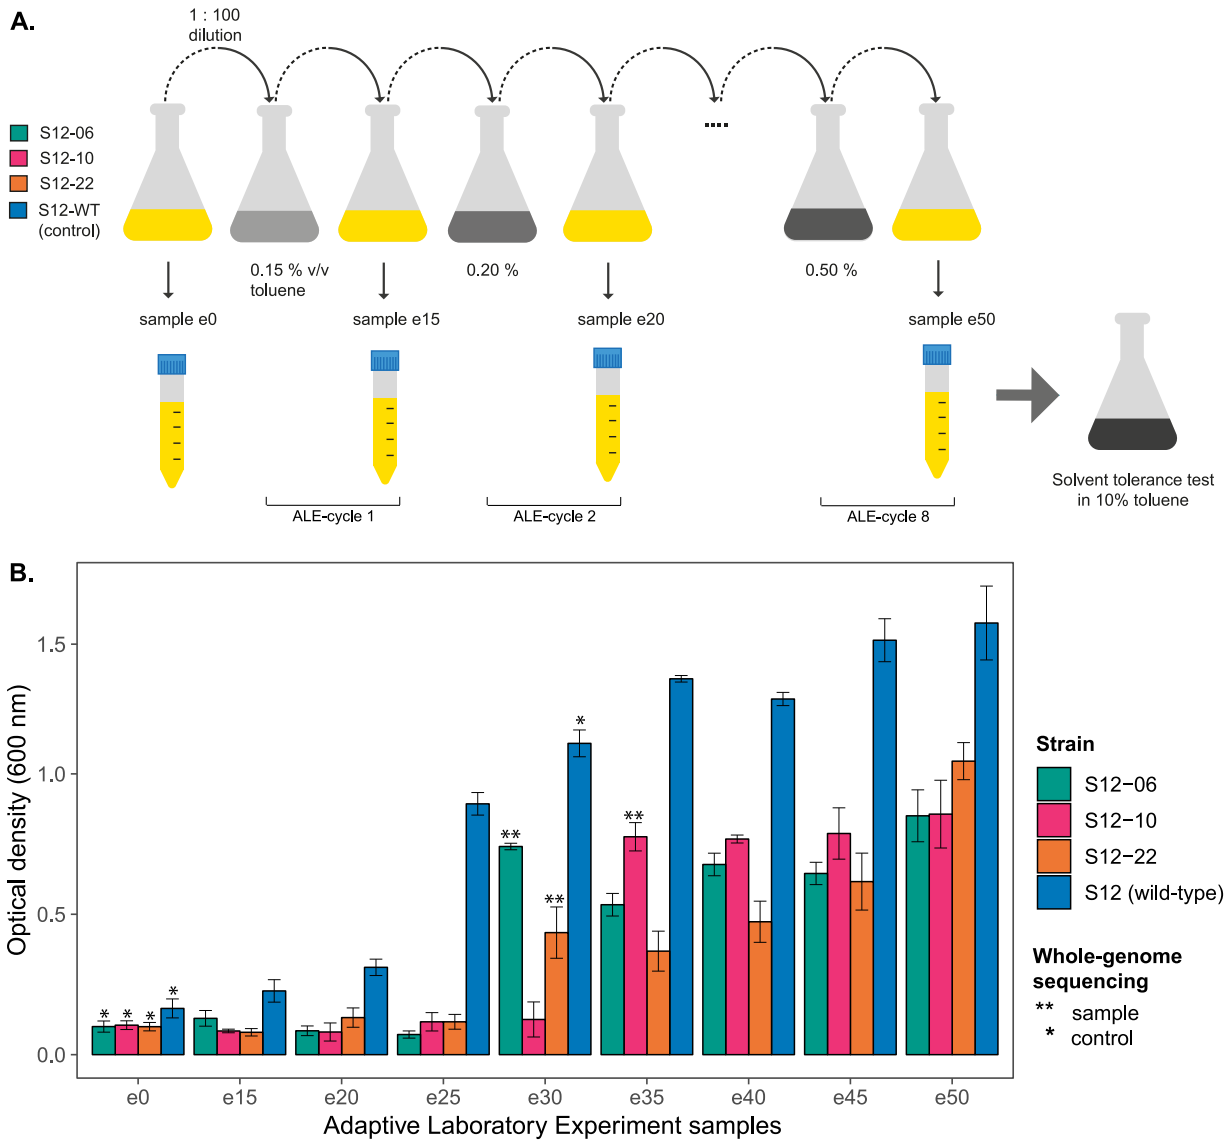 A.
1 : 100
dilution
S12-06
S12-10
S12-22
S12-WT
(control)
0.15 % v/v
toluene
0.20 %
....
0.50 %
sample e0
sample e15
sample e20
sample e50
ALE-cycle 1
ALE-cycle 2
ALE-cycle 8
Solvent tolerance test
in 10% toluene
B.
Optical density (600 nm)
1.5
1.0
0.5
0.0
* * * *
** ** *
**
e0
e15
e20
e25
e30
e35
e40
e45
e50
Adaptive Laboratory Experiment samples
Strain
S12−06
S12−10
S12−22
S12 (wild-type)
Whole-genome
sequencing
** sample
* control